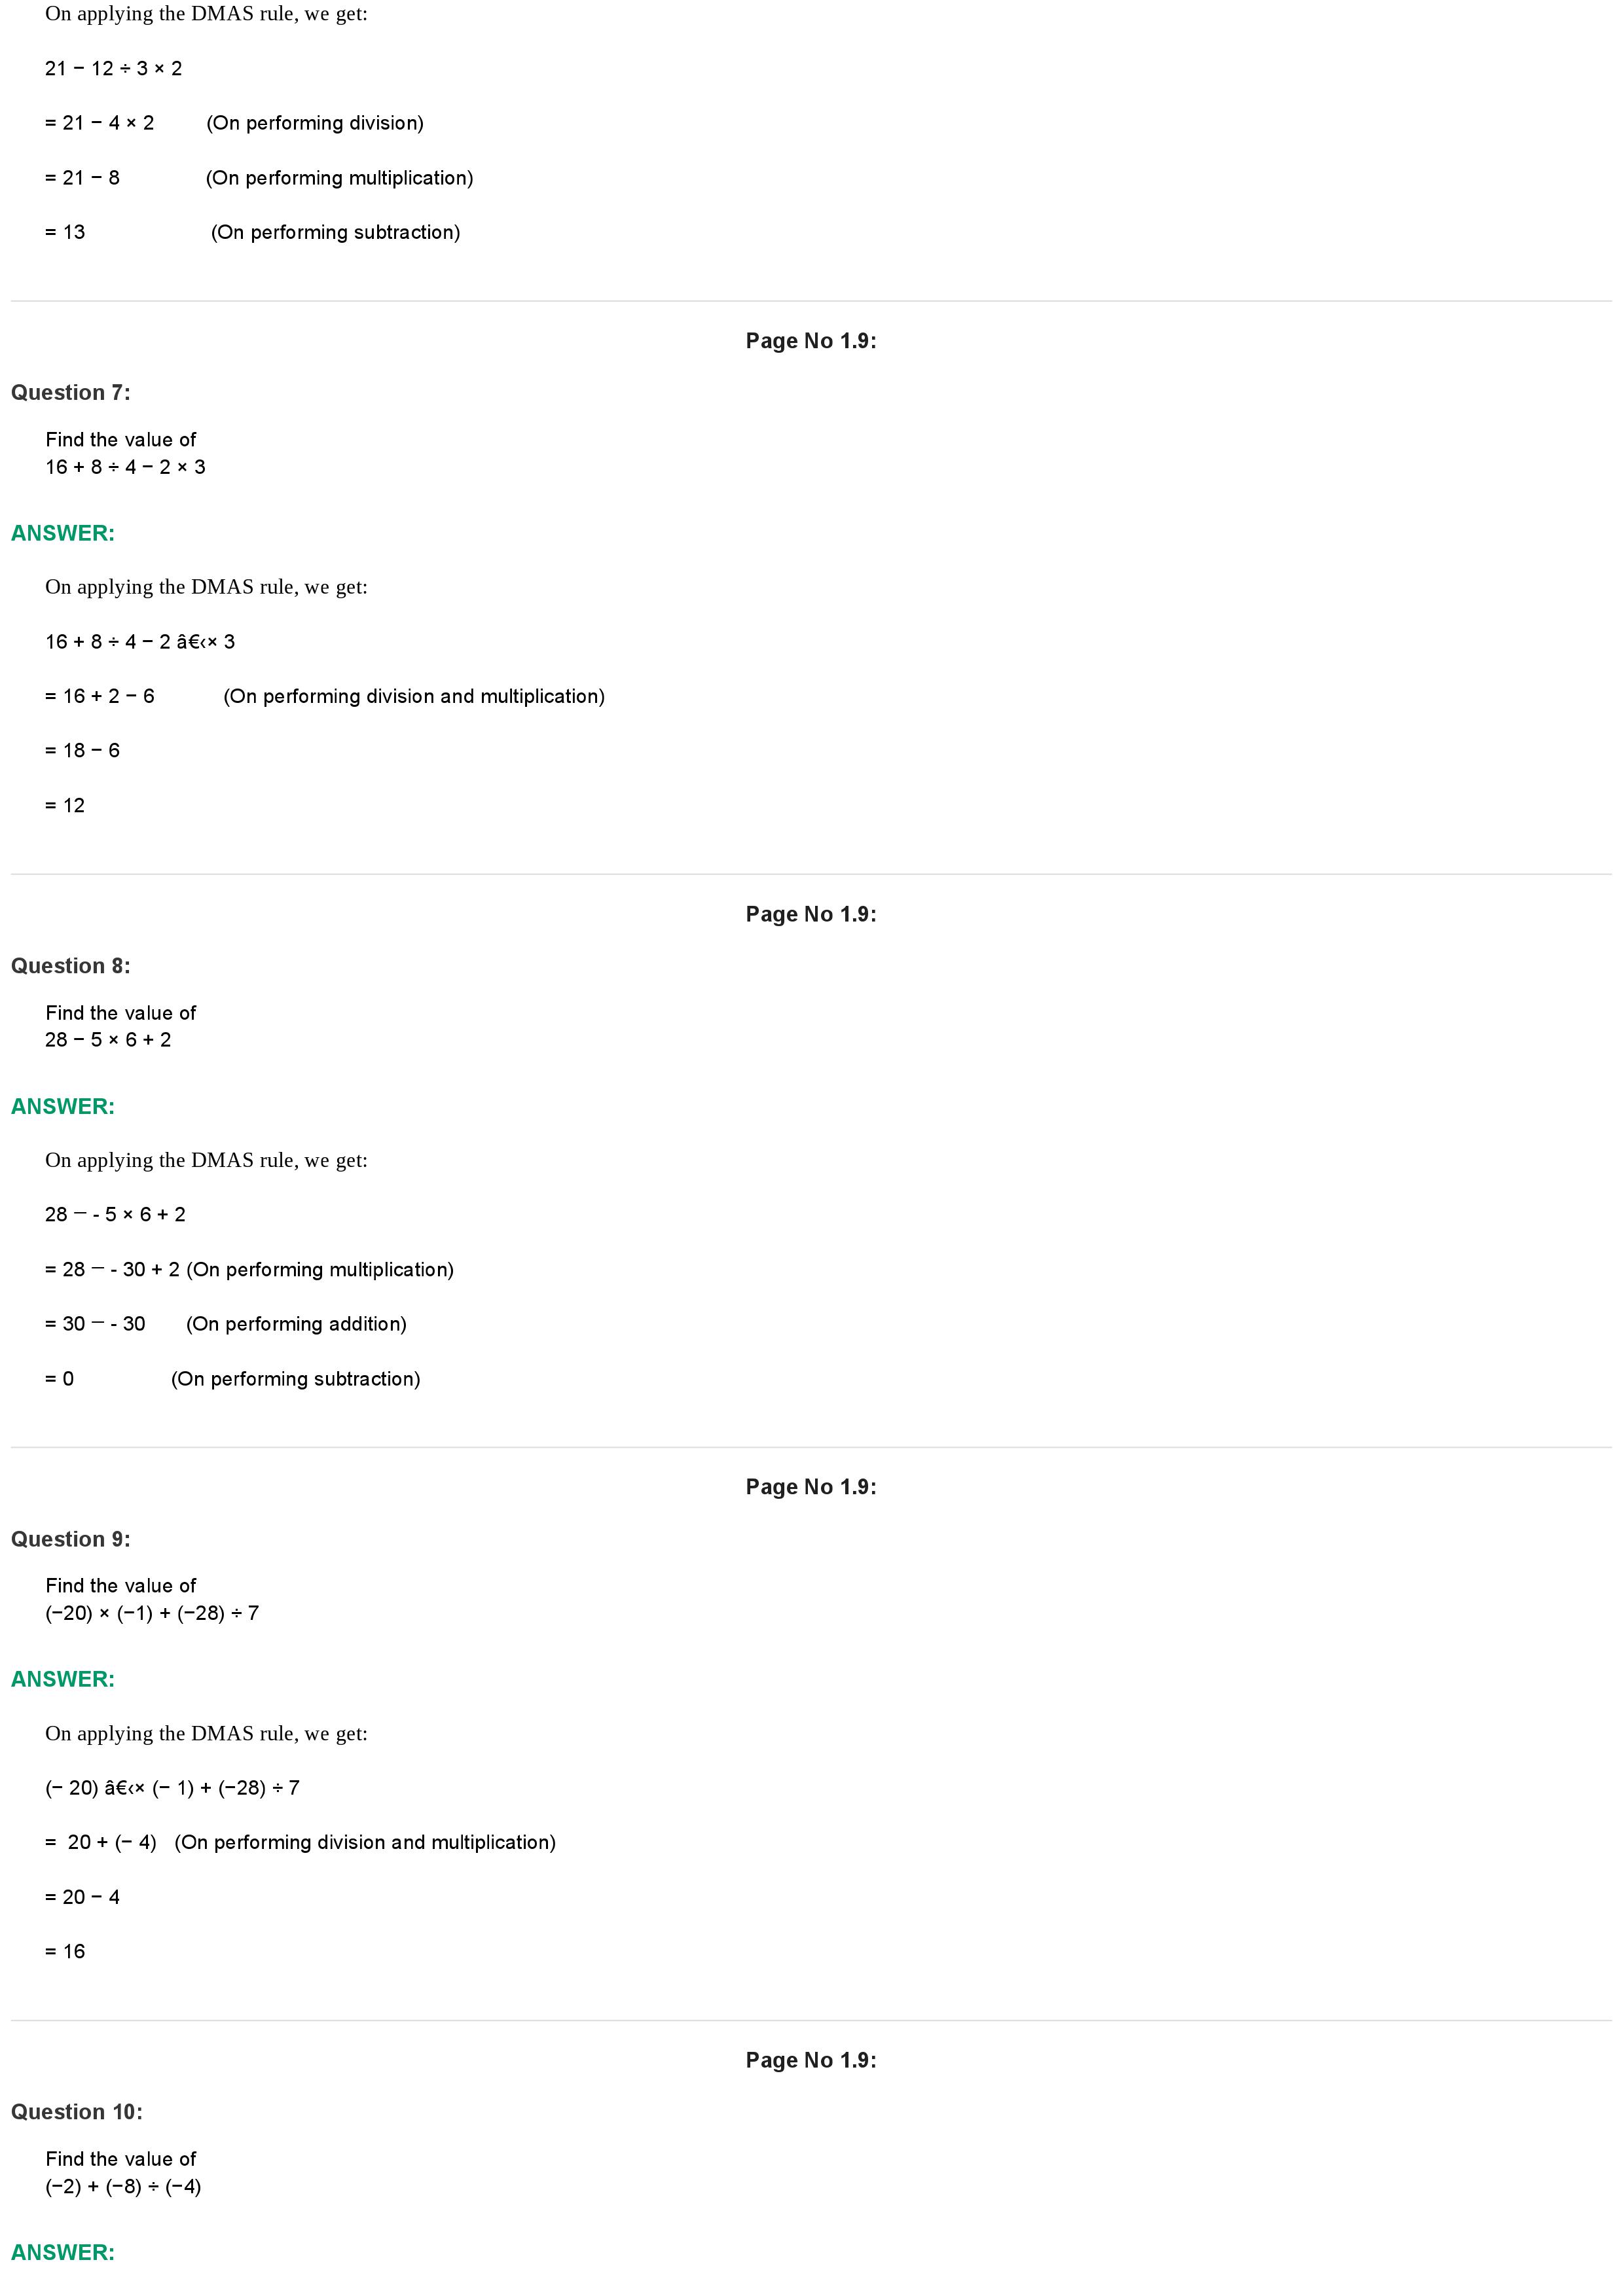 On applying the DMAS rule, we get:
21 − 12 ÷ 3 × 2
= 21 − 4 × 2 (On performing division)
= 21 − 8 (On performing multiplication)
= 13 (On performing subtraction)
Page No 1.9:
Question 7:
Find the value of
16 + 8 ÷ 4 − 2 × 3
ANSWER:
On applying the DMAS rule, we get:
16 + 8 ÷ 4 − 2 â€‹× 3
= 16 + 2 − 6 (On performing division and multiplication)
= 18 − 6
= 12
Page No 1.9:
Question 8:
Find the value of
28 − 5 × 6 + 2
ANSWER:
On applying the DMAS rule, we get:
28 − - 5 × 6 + 2
= 28 − - 30 + 2 (On performing multiplication)
= 30 − - 30 (On performing addition)
= 0 (On performing subtraction)
Page No 1.9:
Question 9:
Find the value of
(−20) × (−1) + (−28) ÷ 7
ANSWER:
On applying the DMAS rule, we get:
(− 20) â€‹× (− 1) + (−28) ÷ 7
= 20 + (− 4) (On performing division and multiplication)
= 20 − 4
= 16
Page No 1.9:
Question 10:
Find the value of
(−2) + (−8) ÷ (−4)
ANSWER: